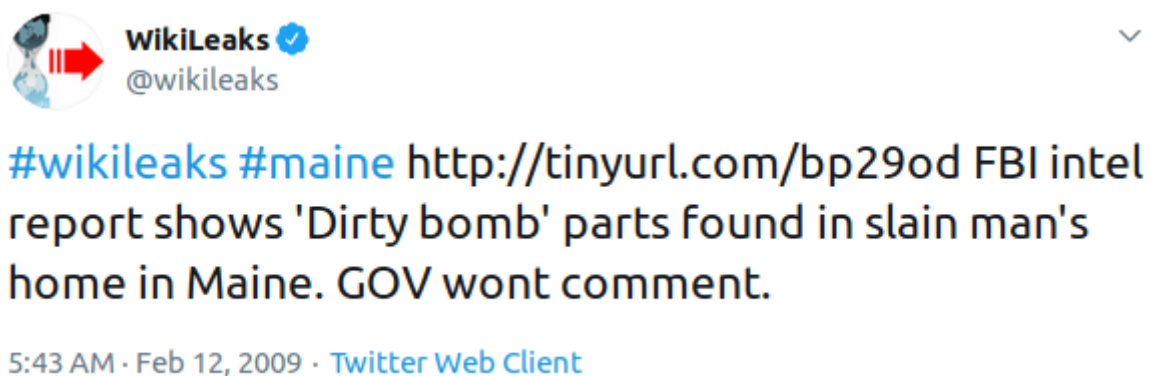 WikiLeaks
@wikileaks
#wikileaks #maine http://tinyurl.com/bp29od FBI intel
report shows 'Dirty bomb' parts found in slain man's
home in Maine. GOV wont comment.
5:43 AM · Feb 12, 2009 · Twitter Web Client